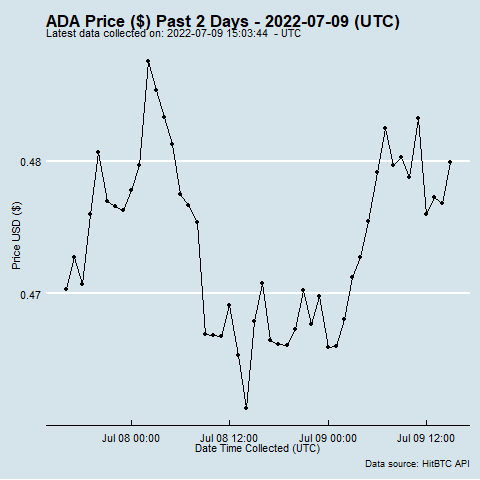 ADA Price ($) Past 2 Days - 2022-07-09 (UTC)
Latest data collected on: 2022-07-09 15:03:44  - UTC
0.48
0.47
Price USD ($)
Jul 08 00:00
Jul 08 12:00
Jul 09 00:00
Jul 09 12:00
Date Time Collected (UTC)
Data source: HitBTC API